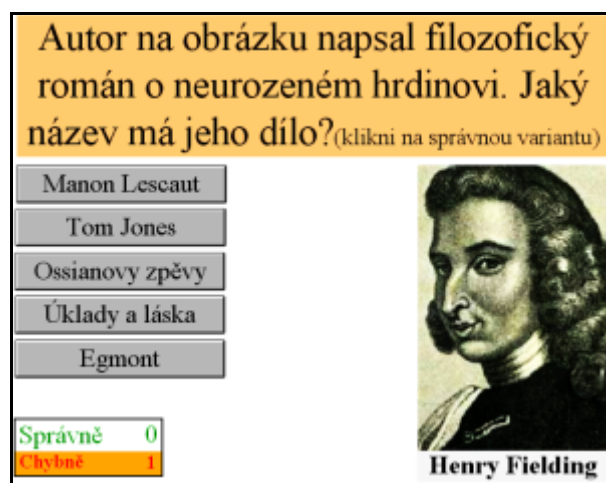 Autor na obrázku napsal filozofický
román o neurozeném hrdinovi. Jaký
název má jeho dílo?(klikni na správnou variantu)
Manon Lescaut
Tom Jones
Ossianovy zpěvy
Úklady a láska
Egmont
Správně 0
Chybně 1
Henry Fielding